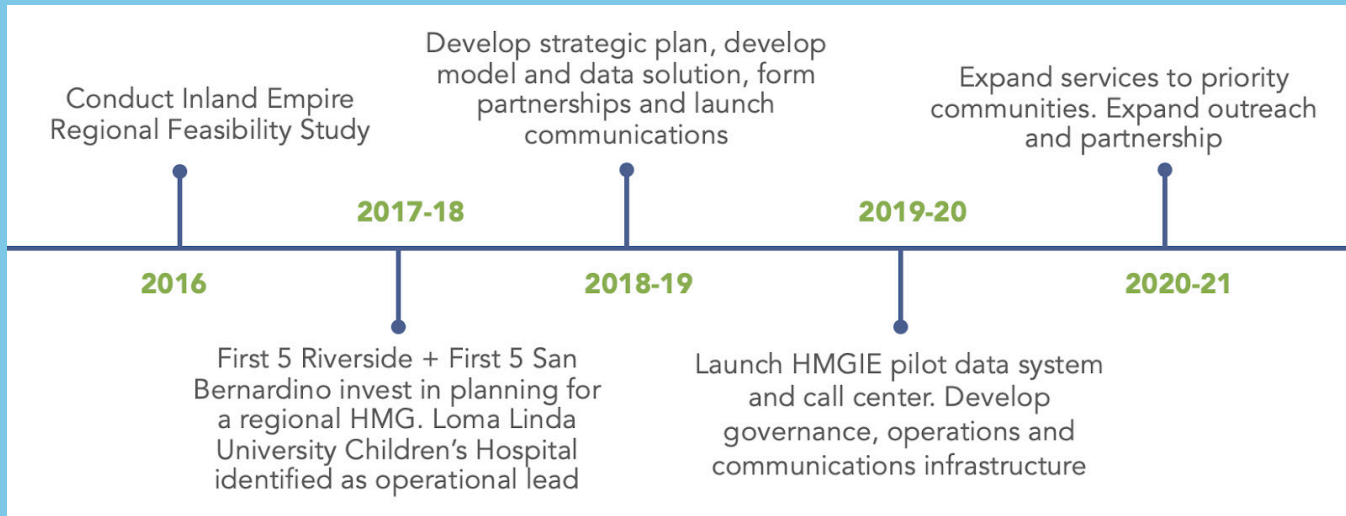 Conduct Inland Empire
Regional Feasibility Study
2016
2017-18
First 5 Riverside + First 5 San
Bernardino invest in planning for
a regional HMG. Loma Linda
University Children's Hospital
identified as operational lead
Develop strategic plan, develop
model and data solution, form
partnerships and launch
communications
2018-19
2019-20
Launch HMGIE pilot data system
and call center. Develop
governance, operations and
communications infrastructure
Expand services to priority
communities. Expand outreach
and partnership
2020-21